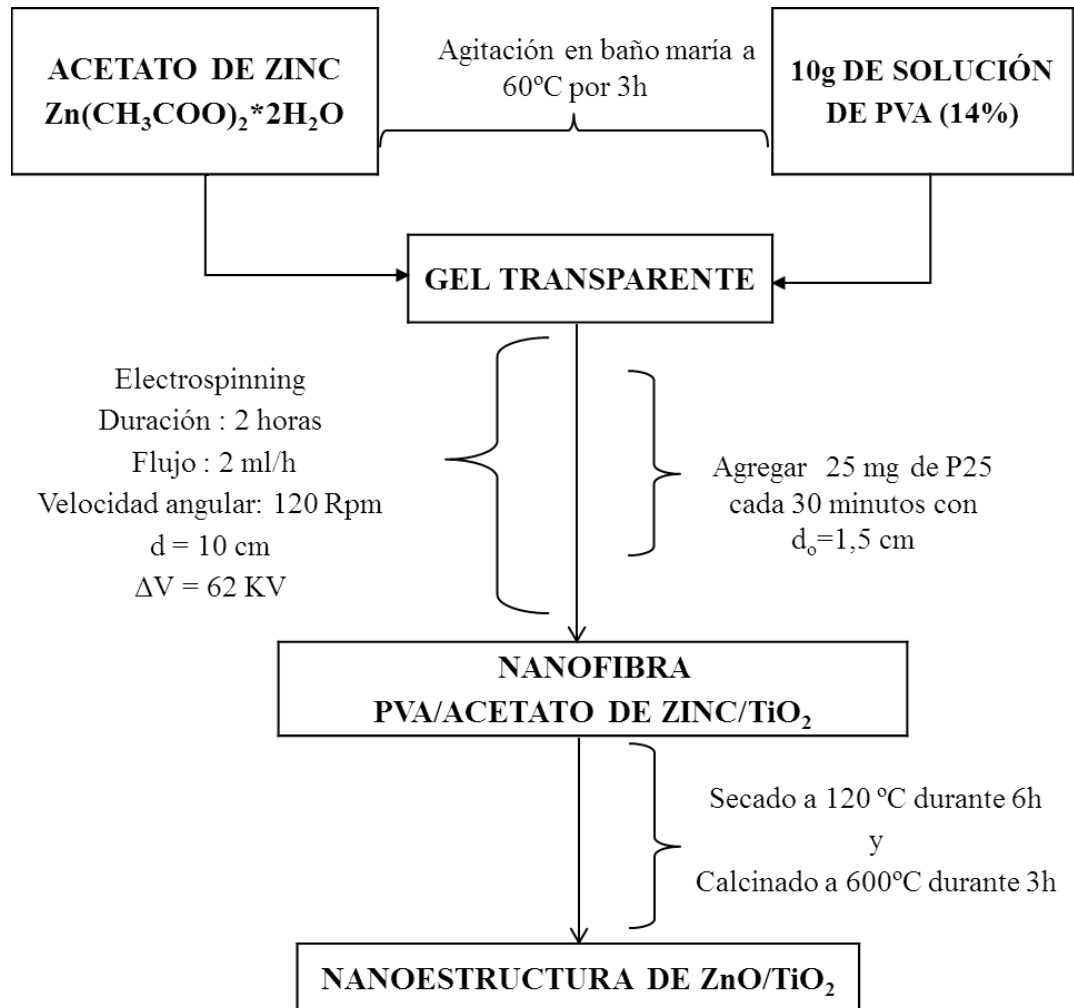 ACETATO DE ZINC
Zn(CH₃COO)₂*2H₂O
Agitación en baño maría a
60ºC por 3h
10g DE SOLUCIÓN
DE PVA (14%)
GEL TRANSPARENTE
Electrospinning
Duración : 2 horas
Flujo : 2 ml/h
Velocidad angular: 120 Rpm
d = 10 cm
ΔV = 62 KV
Agregar 25 mg de P25
cada 30 minutos con
dₒ=1,5 cm
NANOFIBRA
PVA/ACETATO DE ZINC/TiO₂
Secado a 120 ºC durante 6h
y
Calcinado a 600ºC durante 3h
NANOESTRUCTURA DE ZnO/TiO₂